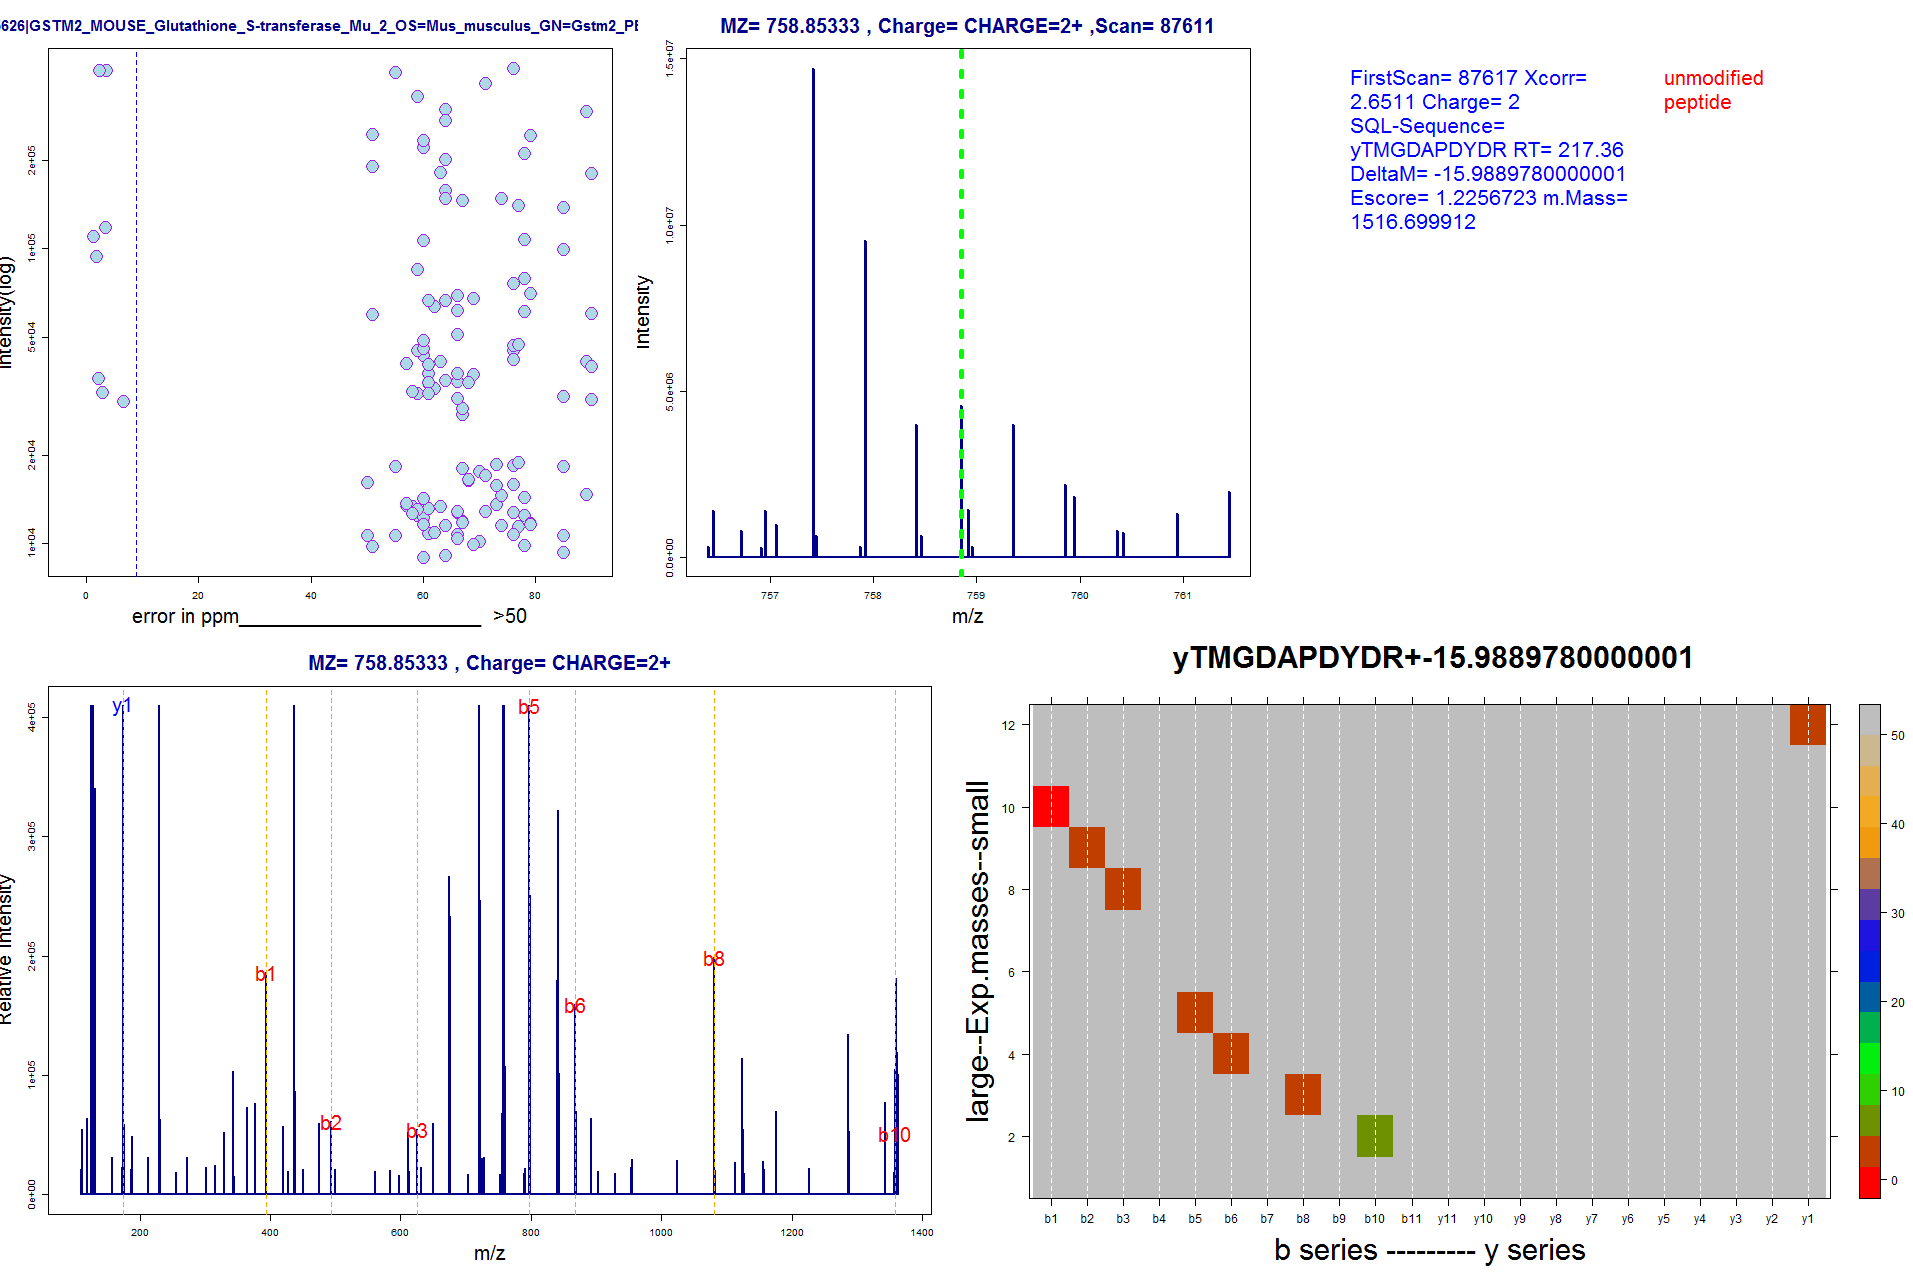 626|GSTM2_MOUSE_Glutathione_S-transferase_Mu_2_OS=Mus_musculus_GN=Gstm2_PE
MZ= 758.85333 , Charge= CHARGE=2+ ,Scan= 87611
FirstScan= 87617 Xcorr=
2.6511 Charge= 2
SQL-Sequence=
yTMGDAPDYDR RT= 217.36
DeltaM= -15.9889780000001
Escore= 1.2256723 m.Mass=
1516.699912
unmodified
peptide
Intensity(log)
2e+05
1e+05
5e+04
2e+04
1e+04
0 20 40 60 80
error in ppm______________________ >50
Intensity
1.5e+07
1.0e+07
5.0e+06
0.0e+00
757 758 759 760 761
m/z
MZ= 758.85333 , Charge= CHARGE=2+
Relative Intensity
4e+05
3e+05
2e+05
1e+05
0e+00
y1
b5
b1
b8
b6
b2
b3
b10
200 400 600 800 1000 1200 1400
m/z
yTMGDAPDYDR+-15.9889780000001
large--Exp.masses--small
12
10
8
6
4
2
b1 b2 b3 b4 b5 b6 b7 b8 b9 b10 b11 y11 y10 y9 y8 y7 y6 y5 y4 y3 y2 y1
b series --------- y series
50
40
30
20
10
0